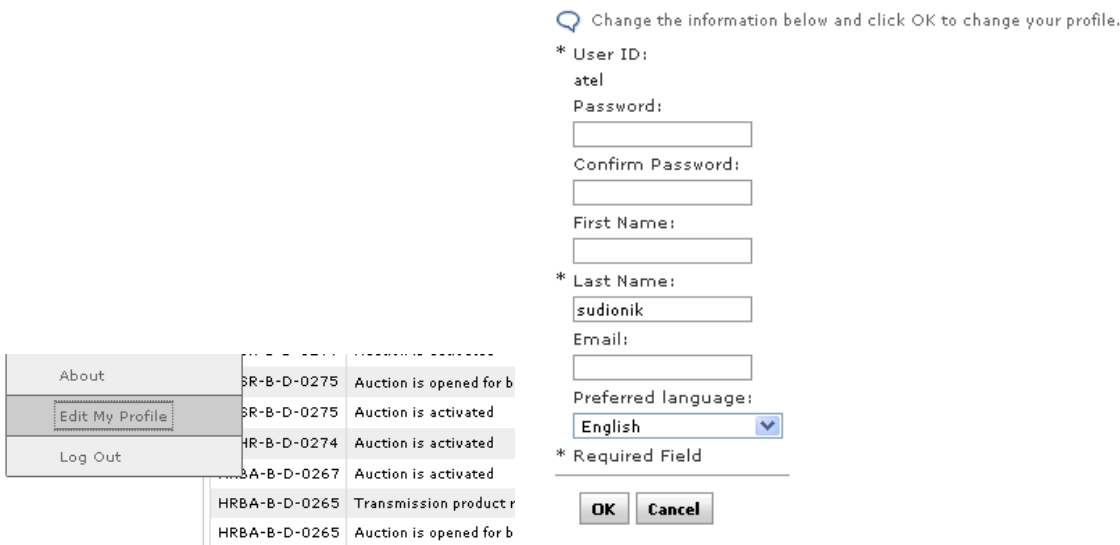 About
Edit My Profile
Log Out
SR-B-D-0275 Auction is opened for b
SR-B-D-0275 Auction is activated
HR-B-D-0274 Auction is activated
HRBA-B-D-0267 Auction is activated
HRBA-B-D-0265 Transmission product r
HRBA-B-D-0265 Auction is opened for b
Change the information below and click OK to change your profile.
* User ID:
atel
Password:
Confirm Password:
First Name:
* Last Name:
sudionik
Email:
Preferred language:
English
* Required Field
OK Cancel